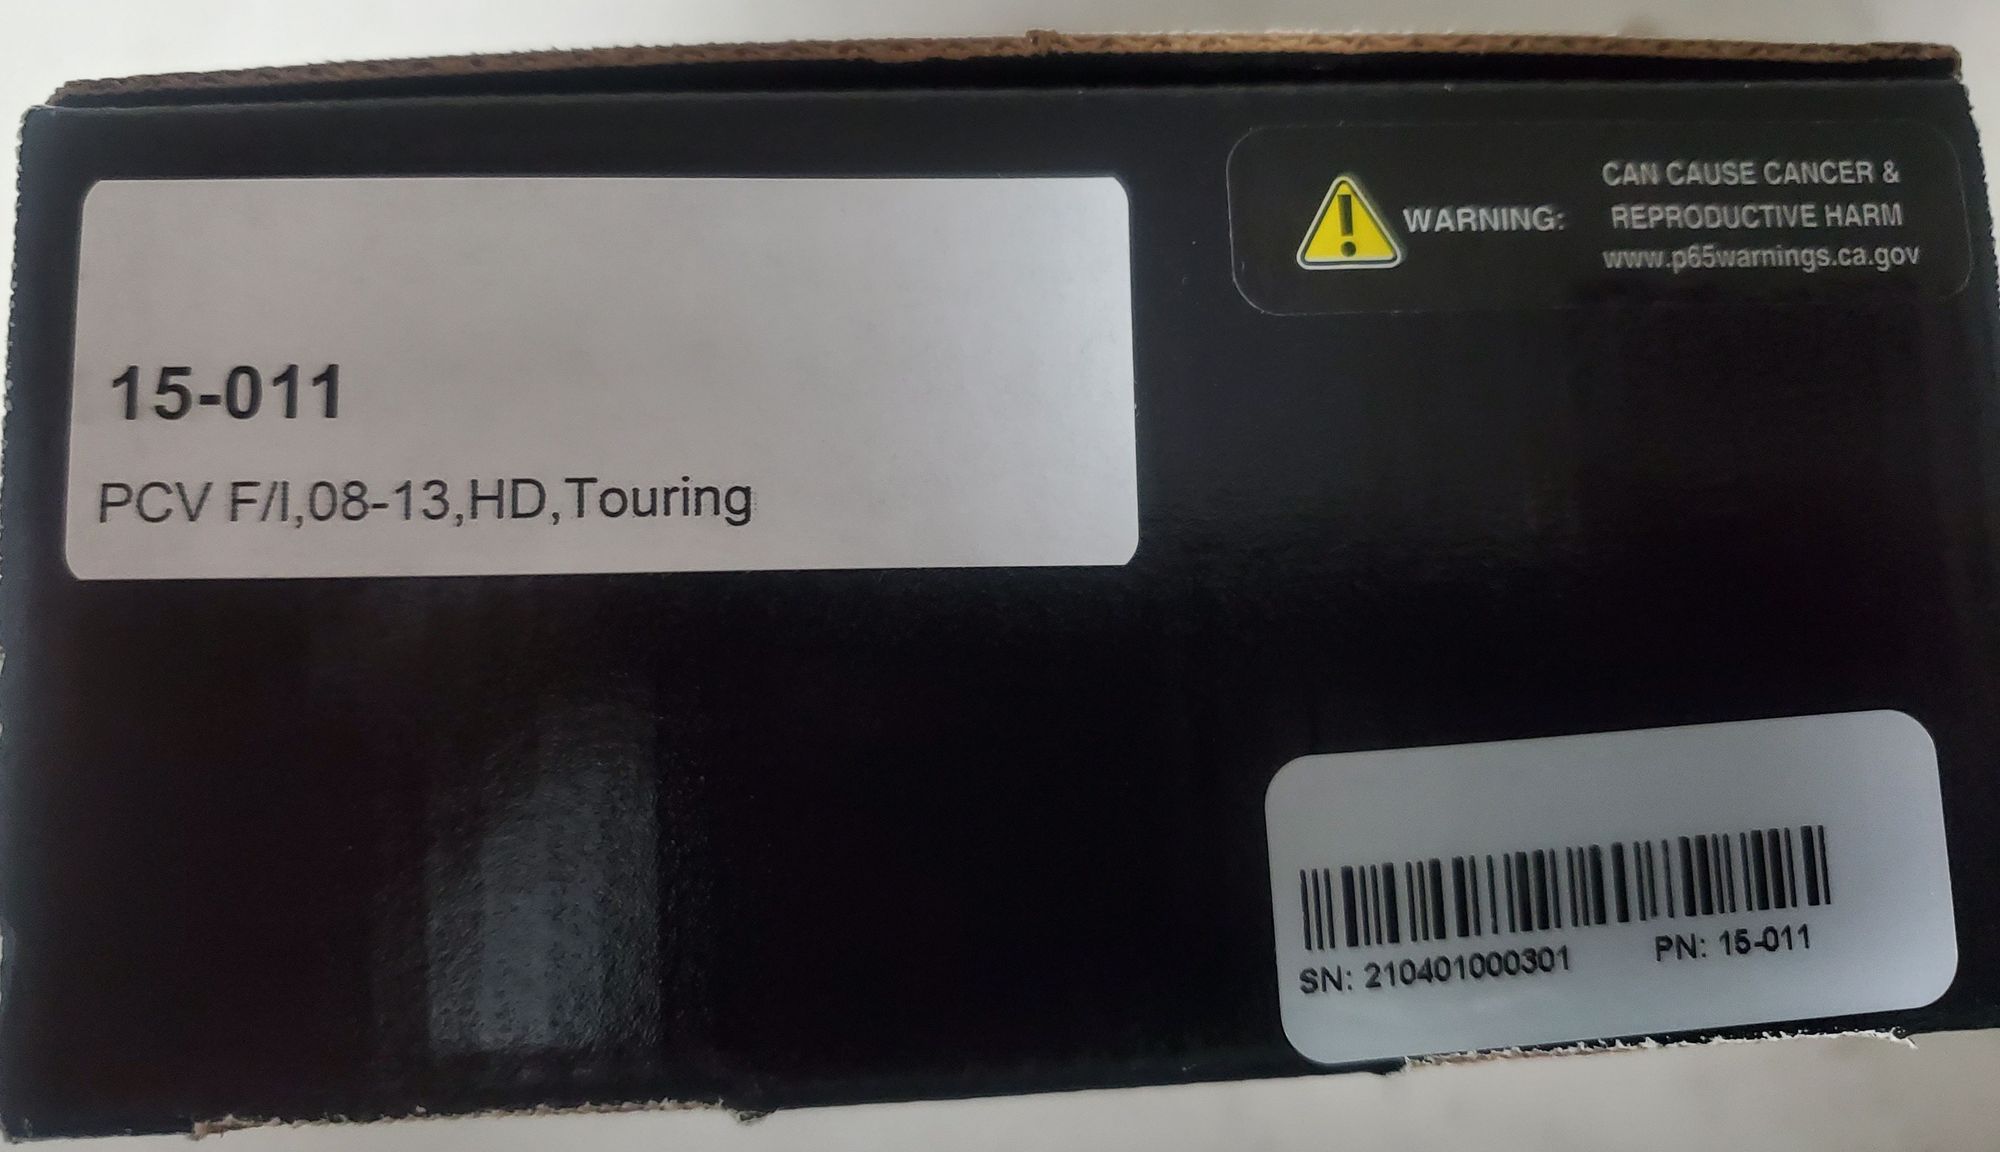 15-011
PCV F/I,08-13,HD,Touring
WARNING:
CAN CAUSE CANCER &
REPRODUCTIVE HARM
www.p65warnings.ca.gov
SN: 210401000301 PN: 15-011